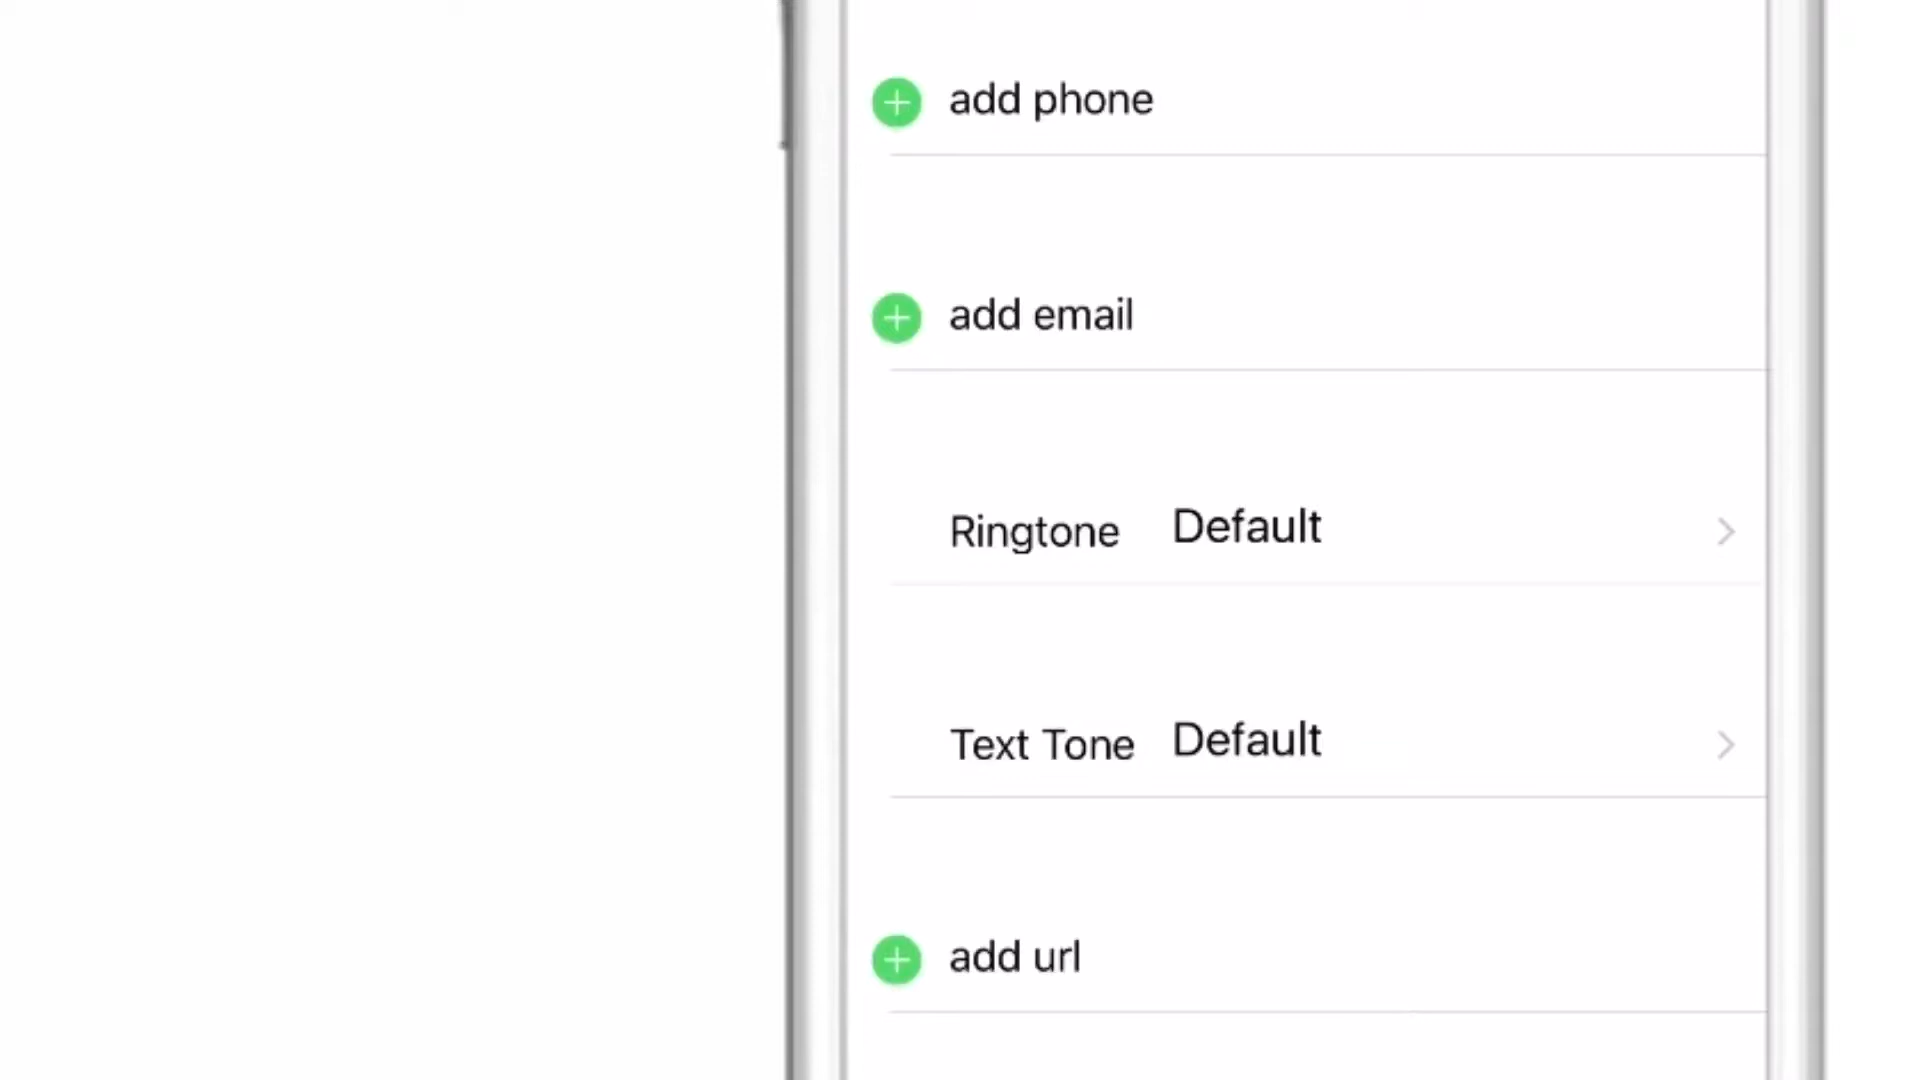 add phone
add email
Ringtone Default
Text Tone Default
add url